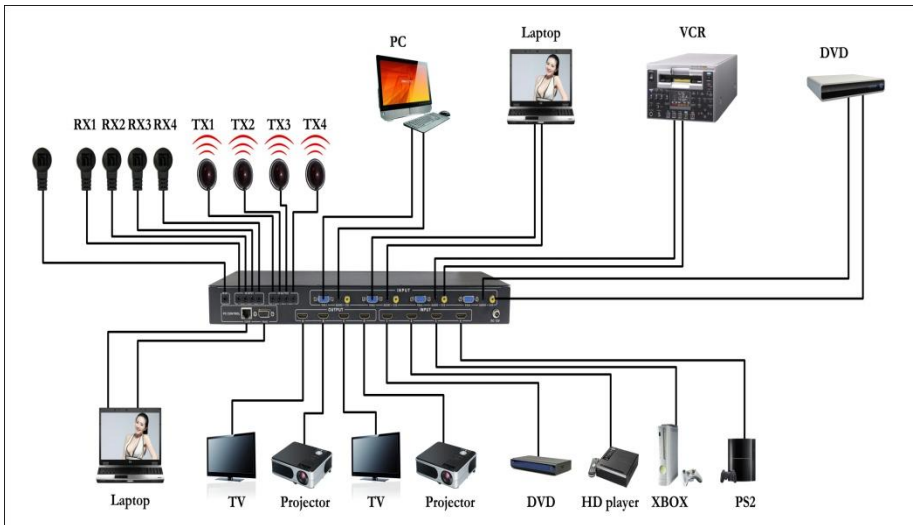 PC
Laptop
VCR
DVD
RX1 RX2 RX3 RX4
TX1 TX2 TX3 TX4
INPUT
OUTPUT
INPUT
Laptop
TV
Projector
TV
Projector
DVD
HD player
XBOX
PS2